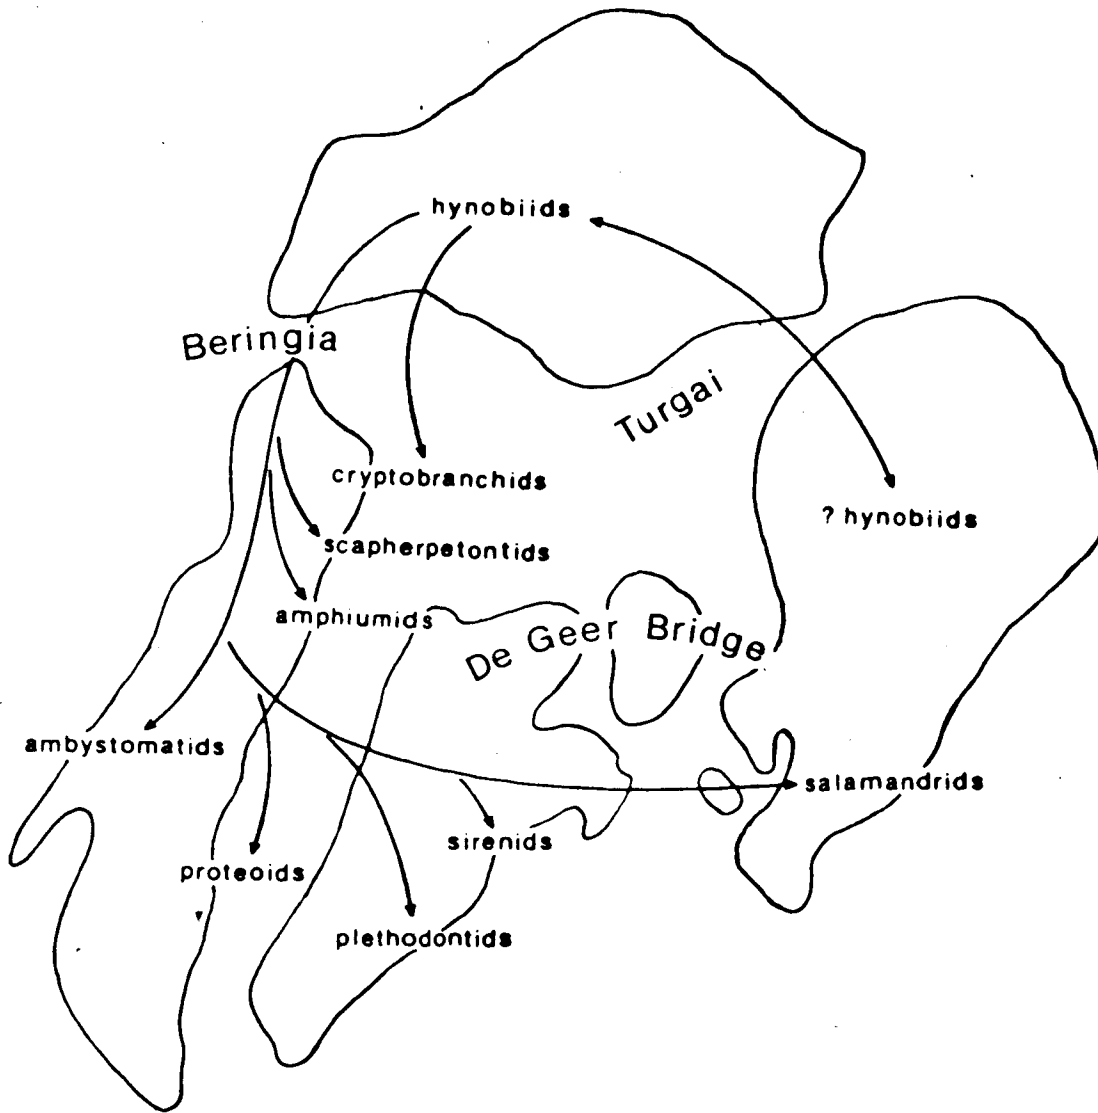 hynobiids
Beringia
Turgai
cryptobranchids
? hynobiids
scapherpetontids
amphiumids
De Geer Bridge
ambystomatids
salamandrids
sirenids
proteoids
plethodontids